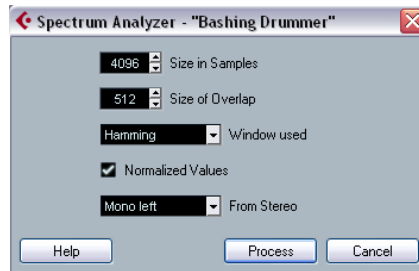 Spectrum Analyzer - "Bashing Drummer"
4096 Size in Samples
512 Size of Overlap
Hamming Window used
Normalized Values
Mono left From Stereo
Help Process Cancel